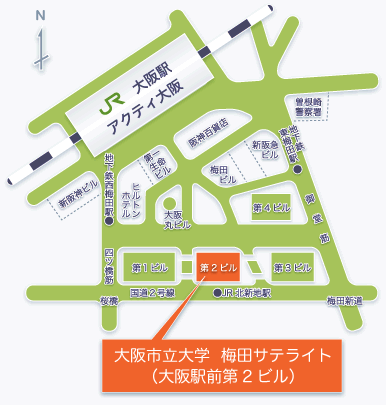 N
JR 大阪駅
アクティ大阪
曽根崎
警察署
阪神百貨店
新阪急
ビル
地下鉄
東梅田駅
第一
生命
ビル
梅田
ビル
地下鉄西梅田駅
新阪神ビル
ヒルトン
ホテル
大阪
丸ビル
第4ビル
御堂筋
四ツ橋筋
第1ビル
第2ビル
第3ビル
国道2号線
JR北新地駅
桜橋
梅田新道
大阪市立大学 梅田サテライト
（大阪駅前第2ビル）